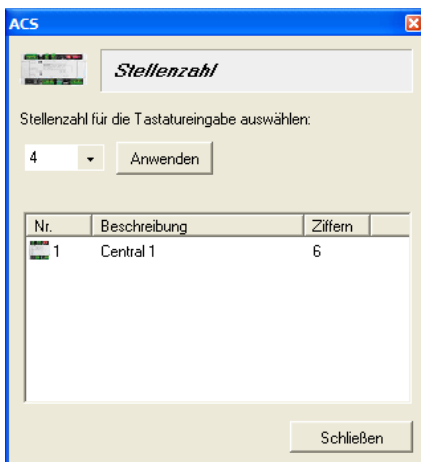 ACS
Stellenzahl
Stellenzahl für die Tastatureingabe auswählen:
4 Anwenden
Nr. Beschreibung Ziffern
1 Central 1 6
Schließen